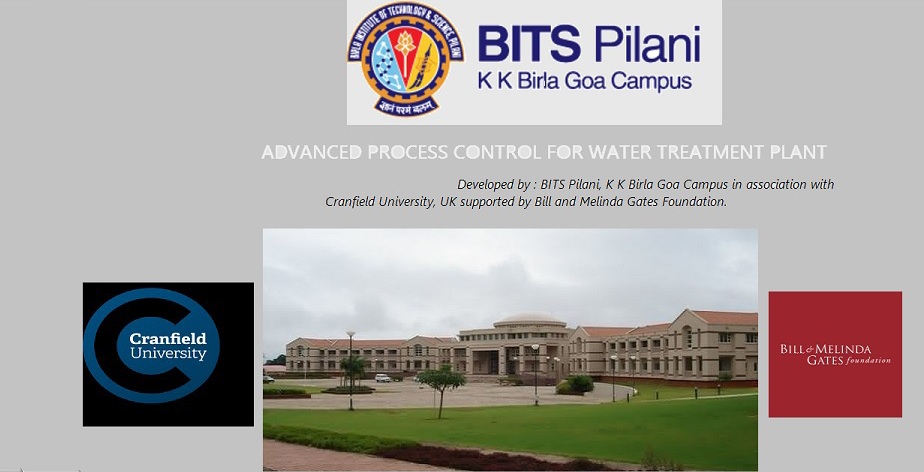 BIRLA INSTITUTE OF TECHNOLOGY & SCIENCE, PILANI
ज्ञानं परमं बलम्
BITS Pilani
K K Birla Goa Campus
ADVANCED PROCESS CONTROL FOR WATER TREATMENT PLANT
Developed by : BITS Pilani, K K Birla Goa Campus in association with
Cranfield University, UK supported by Bill and Melinda Gates Foundation.
Cranfield
University
BILL & MELINDA
GATES foundation